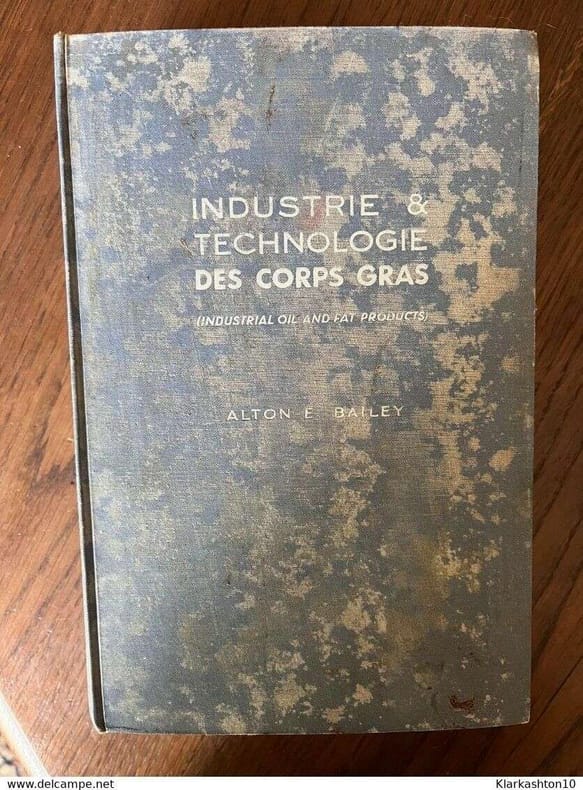 INDUSTRIE &
TECHNOLOGIE
DES CORPS GRAS
(INDUSTRIAL OIL AND FAT PRODUCTS)
ALTON E. BAILEY
www.delcampe.net
Klarkashton10